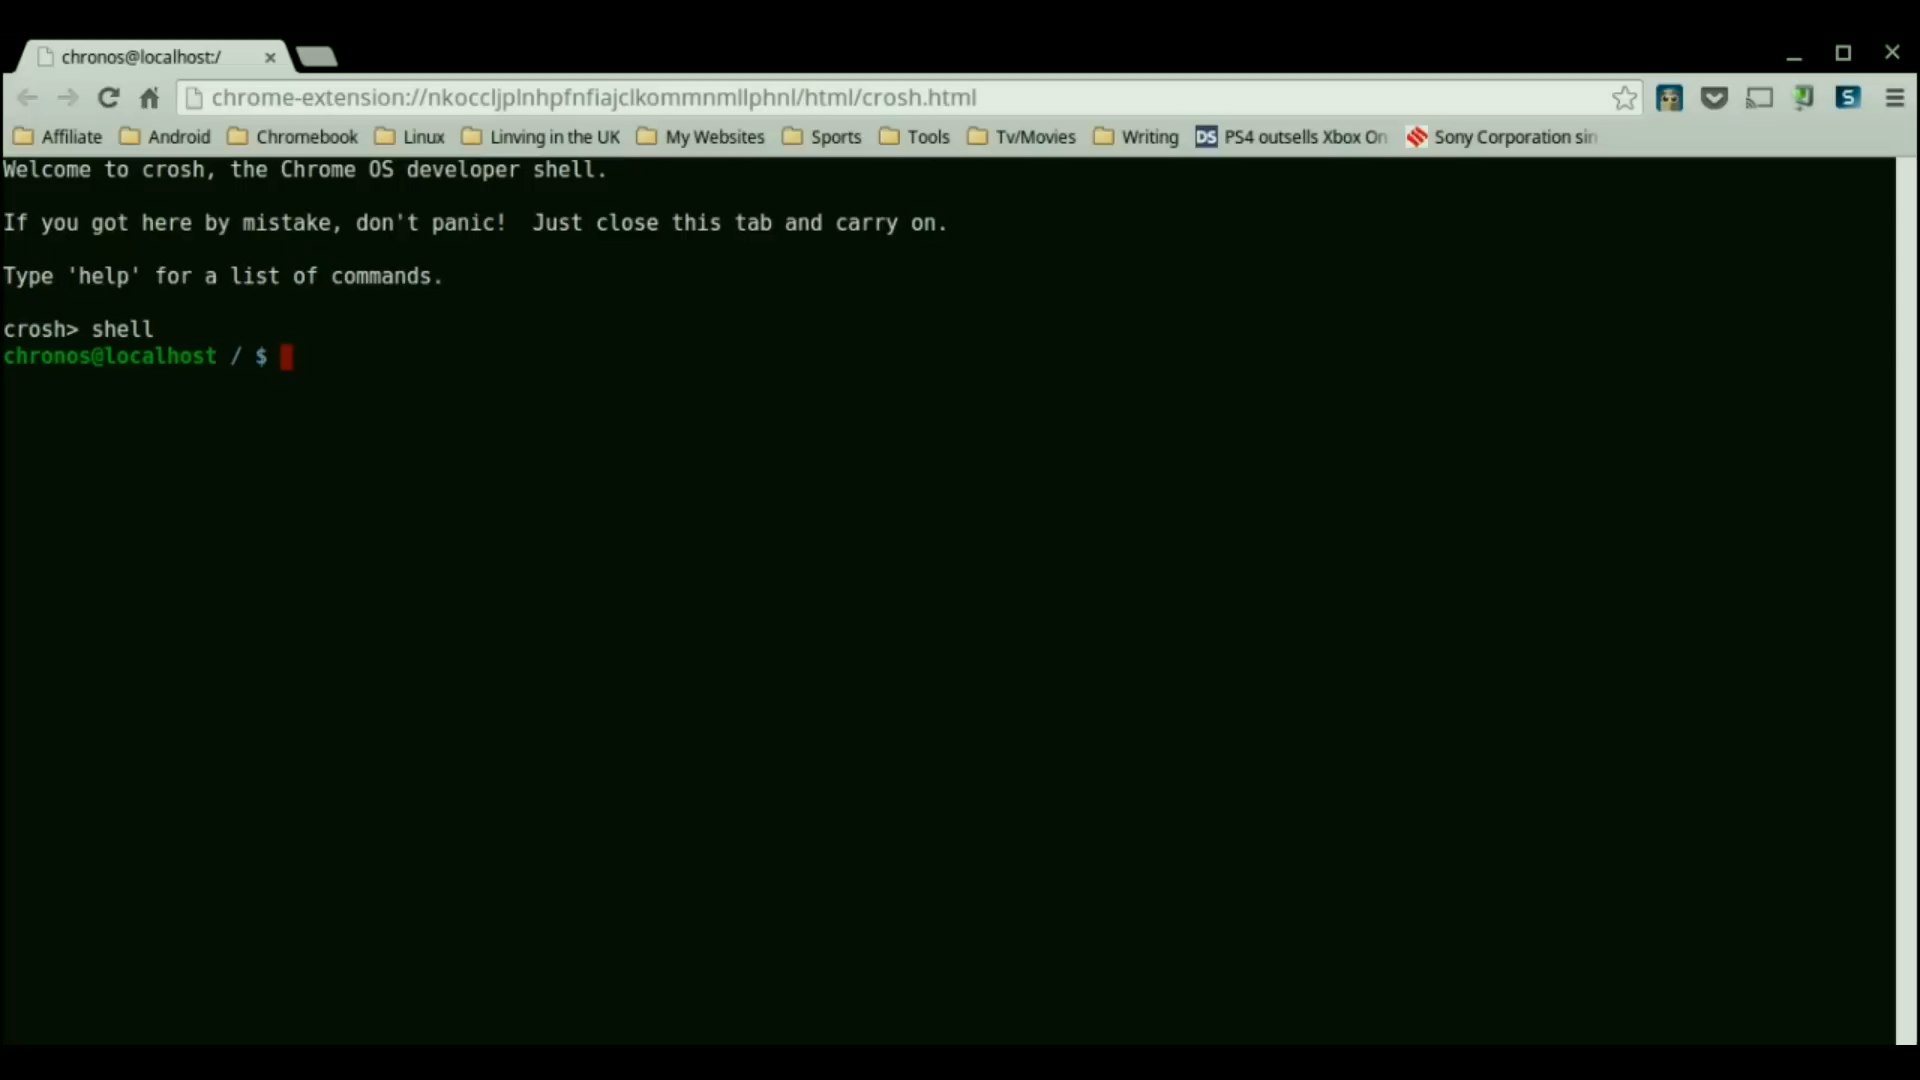 chronos@localhost:/
chrome-extension://nkoccljplnhpfnfiajclkommnmllphnl/html/crosh.html
Affiliate Android Chromebook Linux Linving in the UK My Websites Sports Tools Tv/Movies Writing DS PS4 outsells Xbox On Sony Corporation sin
Welcome to crosh, the Chrome OS developer shell.
If you got here by mistake, don't panic!  Just close this tab and carry on.
Type 'help' for a list of commands.
crosh> shell
chronos@localhost / $